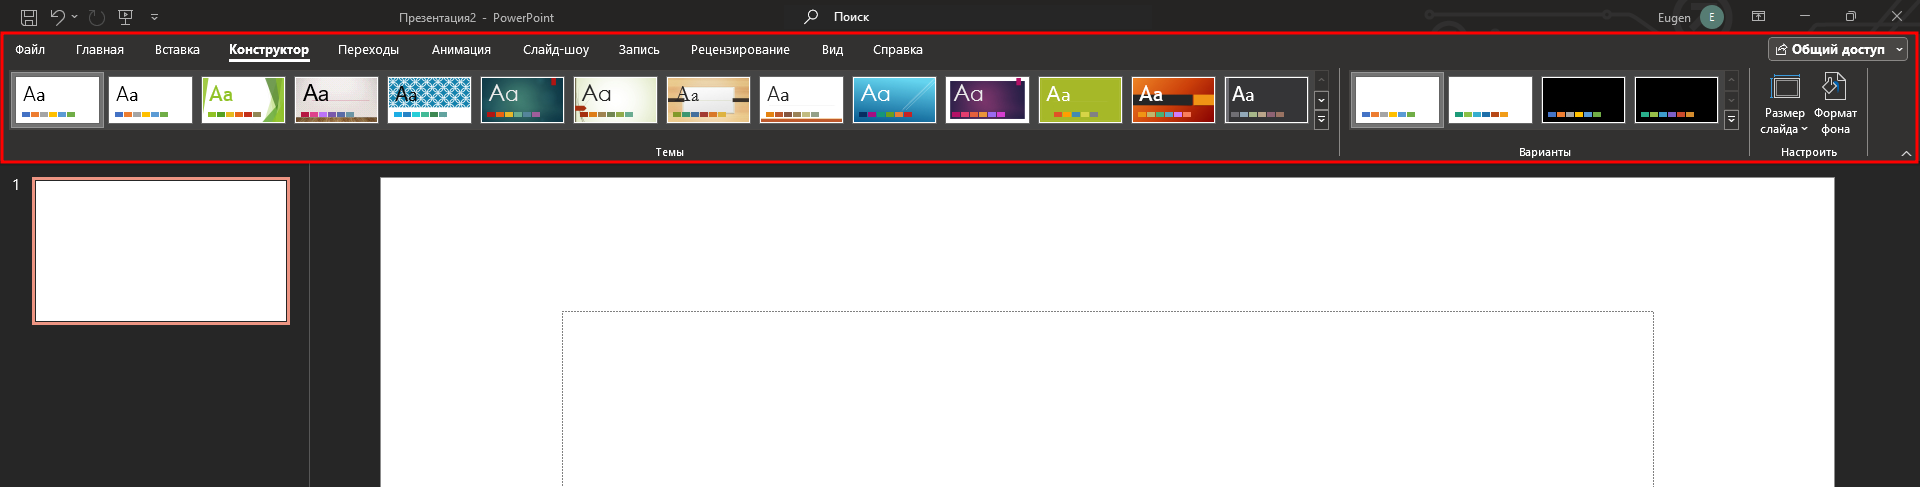 Презентация2 - PowerPoint
Поиск
Eugen E
Файл Главная Вставка Конструктор Переходы Анимация Слайд-шоу Запись Рецензирование Вид Справка Общий доступ
Aa Aa Aa Aa Aa Aa Aa Aa Aa Aa Aa Aa Aa Aa
Размер слайда
Формат фона
Темы Варианты Настроить
1